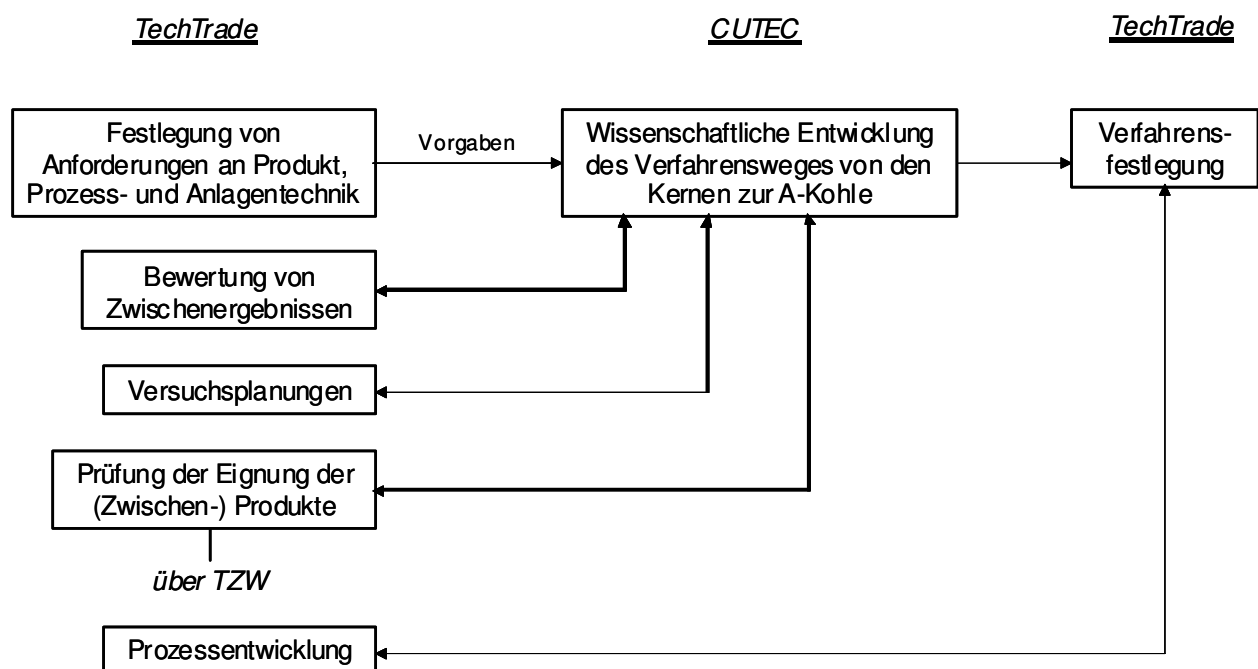 TechTrade
CUTEC
TechTrade
Festlegung von
Anforderungen an Produkt,
Prozess- und Anlagentechnik
Vorgaben
Wissenschaftliche Entwicklung
des Verfahrensweges von den
Kernen zur A-Kohle
Verfahrens-
festlegung
Bewertung von
Zwischenergebnissen
Versuchsplanungen
Prüfung der Eignung der
(Zwischen-) Produkte
über TZW
Prozessentwicklung